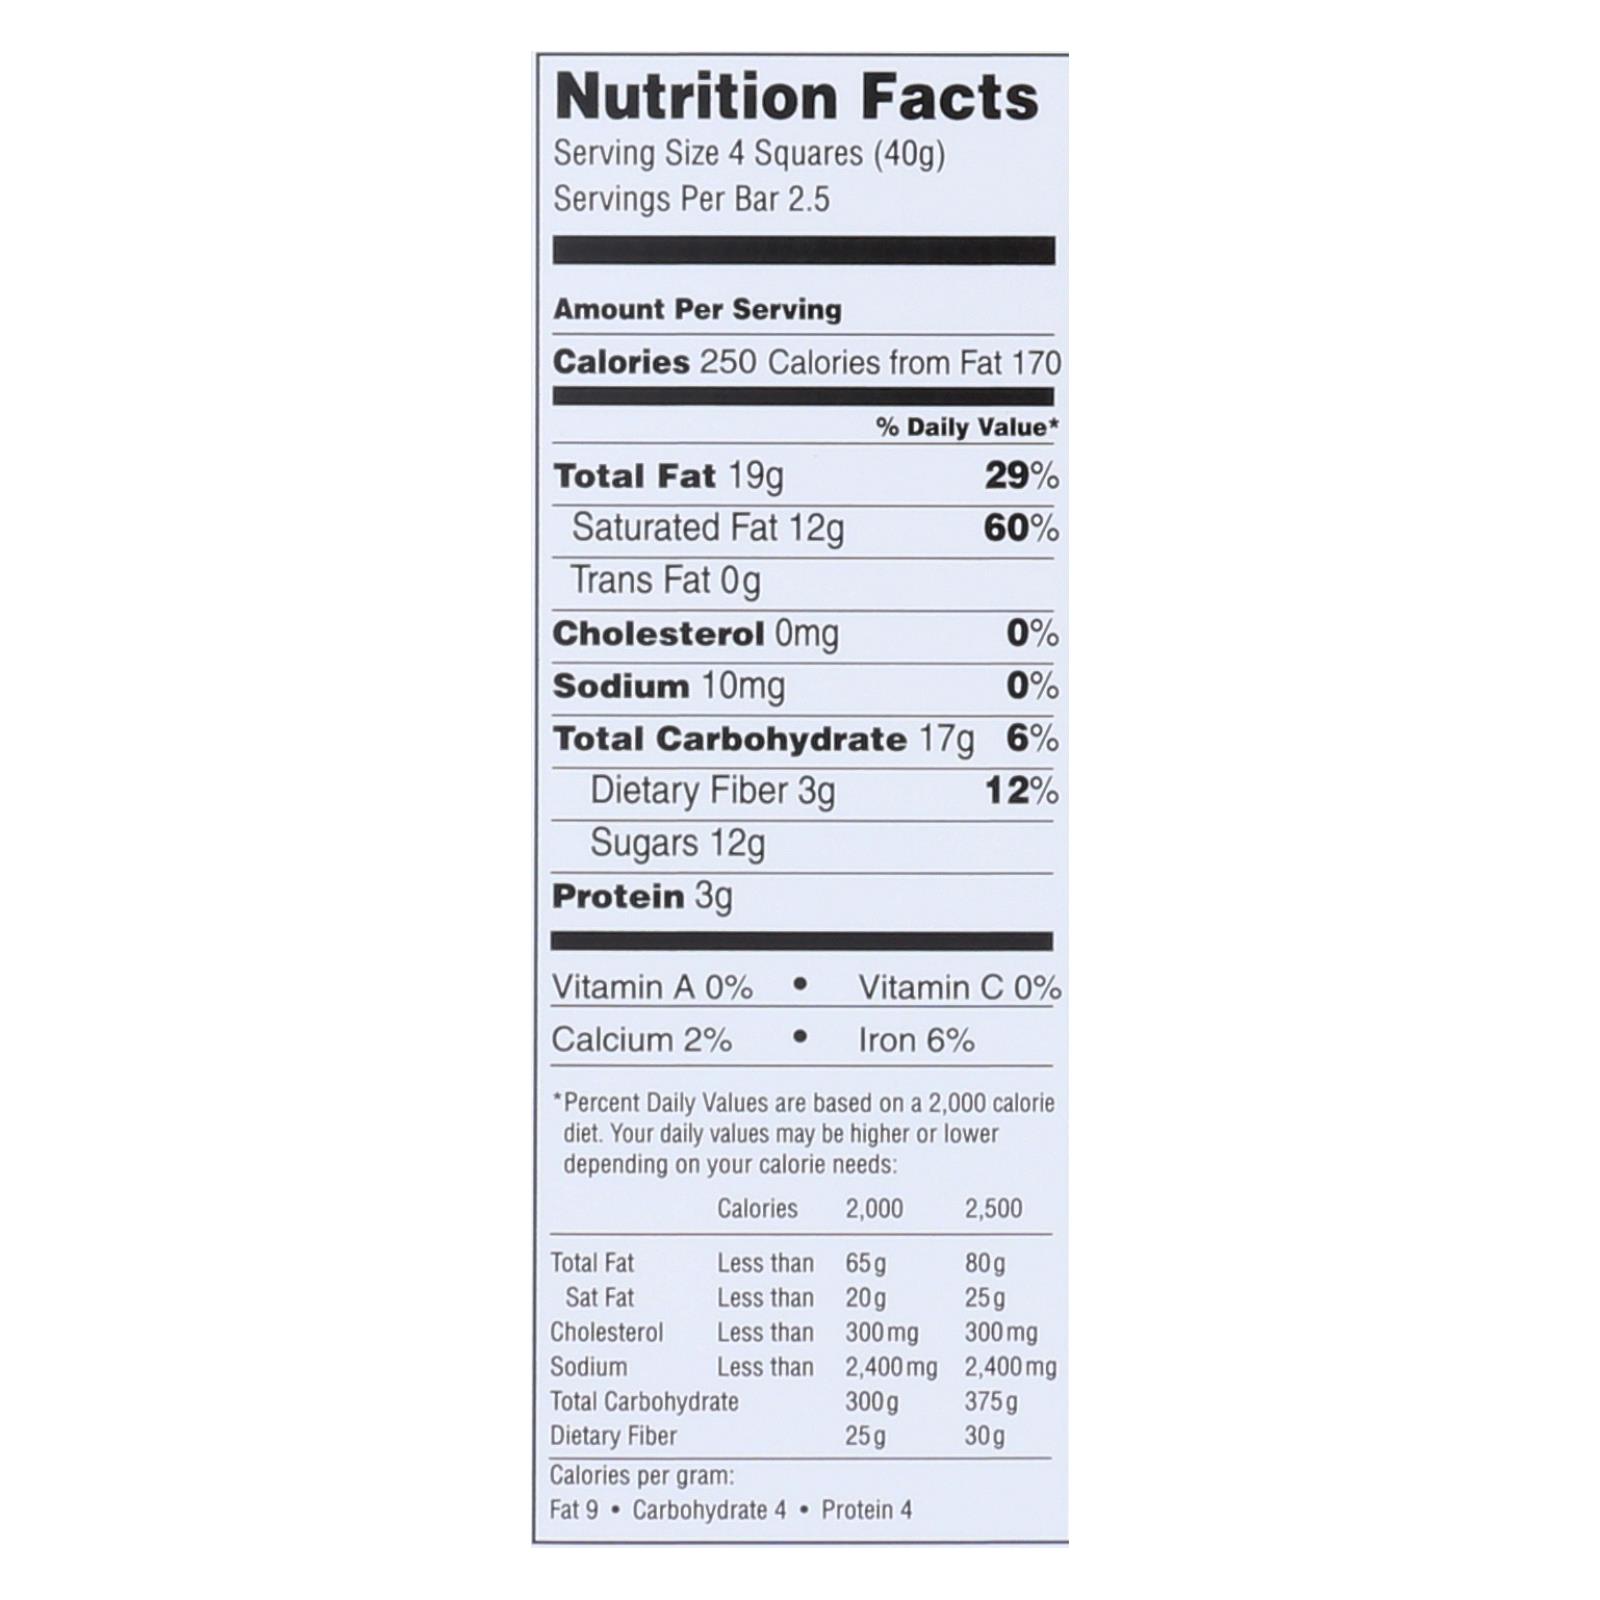 Nutrition Facts
Serving Size 4 Squares (40g)
Servings Per Bar 2.5
Amount Per Serving
Calories 250 Calories from Fat 170
% Daily Value*
Total Fat 19g 29%
Saturated Fat 12g 60%
Trans Fat 0g
Cholesterol 0mg 0%
Sodium 10mg 0%
Total Carbohydrate 17g 6%
Dietary Fiber 3g 12%
Sugars 12g
Protein 3g
Vitamin A 0% • Vitamin C 0%
Calcium 2% • Iron 6%
*Percent Daily Values are based on a 2,000 calorie
diet. Your daily values may be higher or lower
depending on your calorie needs:
Calories 2,000 2,500
Total Fat Less than 65g 80g
Sat Fat Less than 20g 25g
Cholesterol Less than 300mg 300mg
Sodium Less than 2,400mg 2,400mg
Total Carbohydrate 300g 375g
Dietary Fiber 25g 30g
Calories per gram:
Fat 9 • Carbohydrate 4 • Protein 4